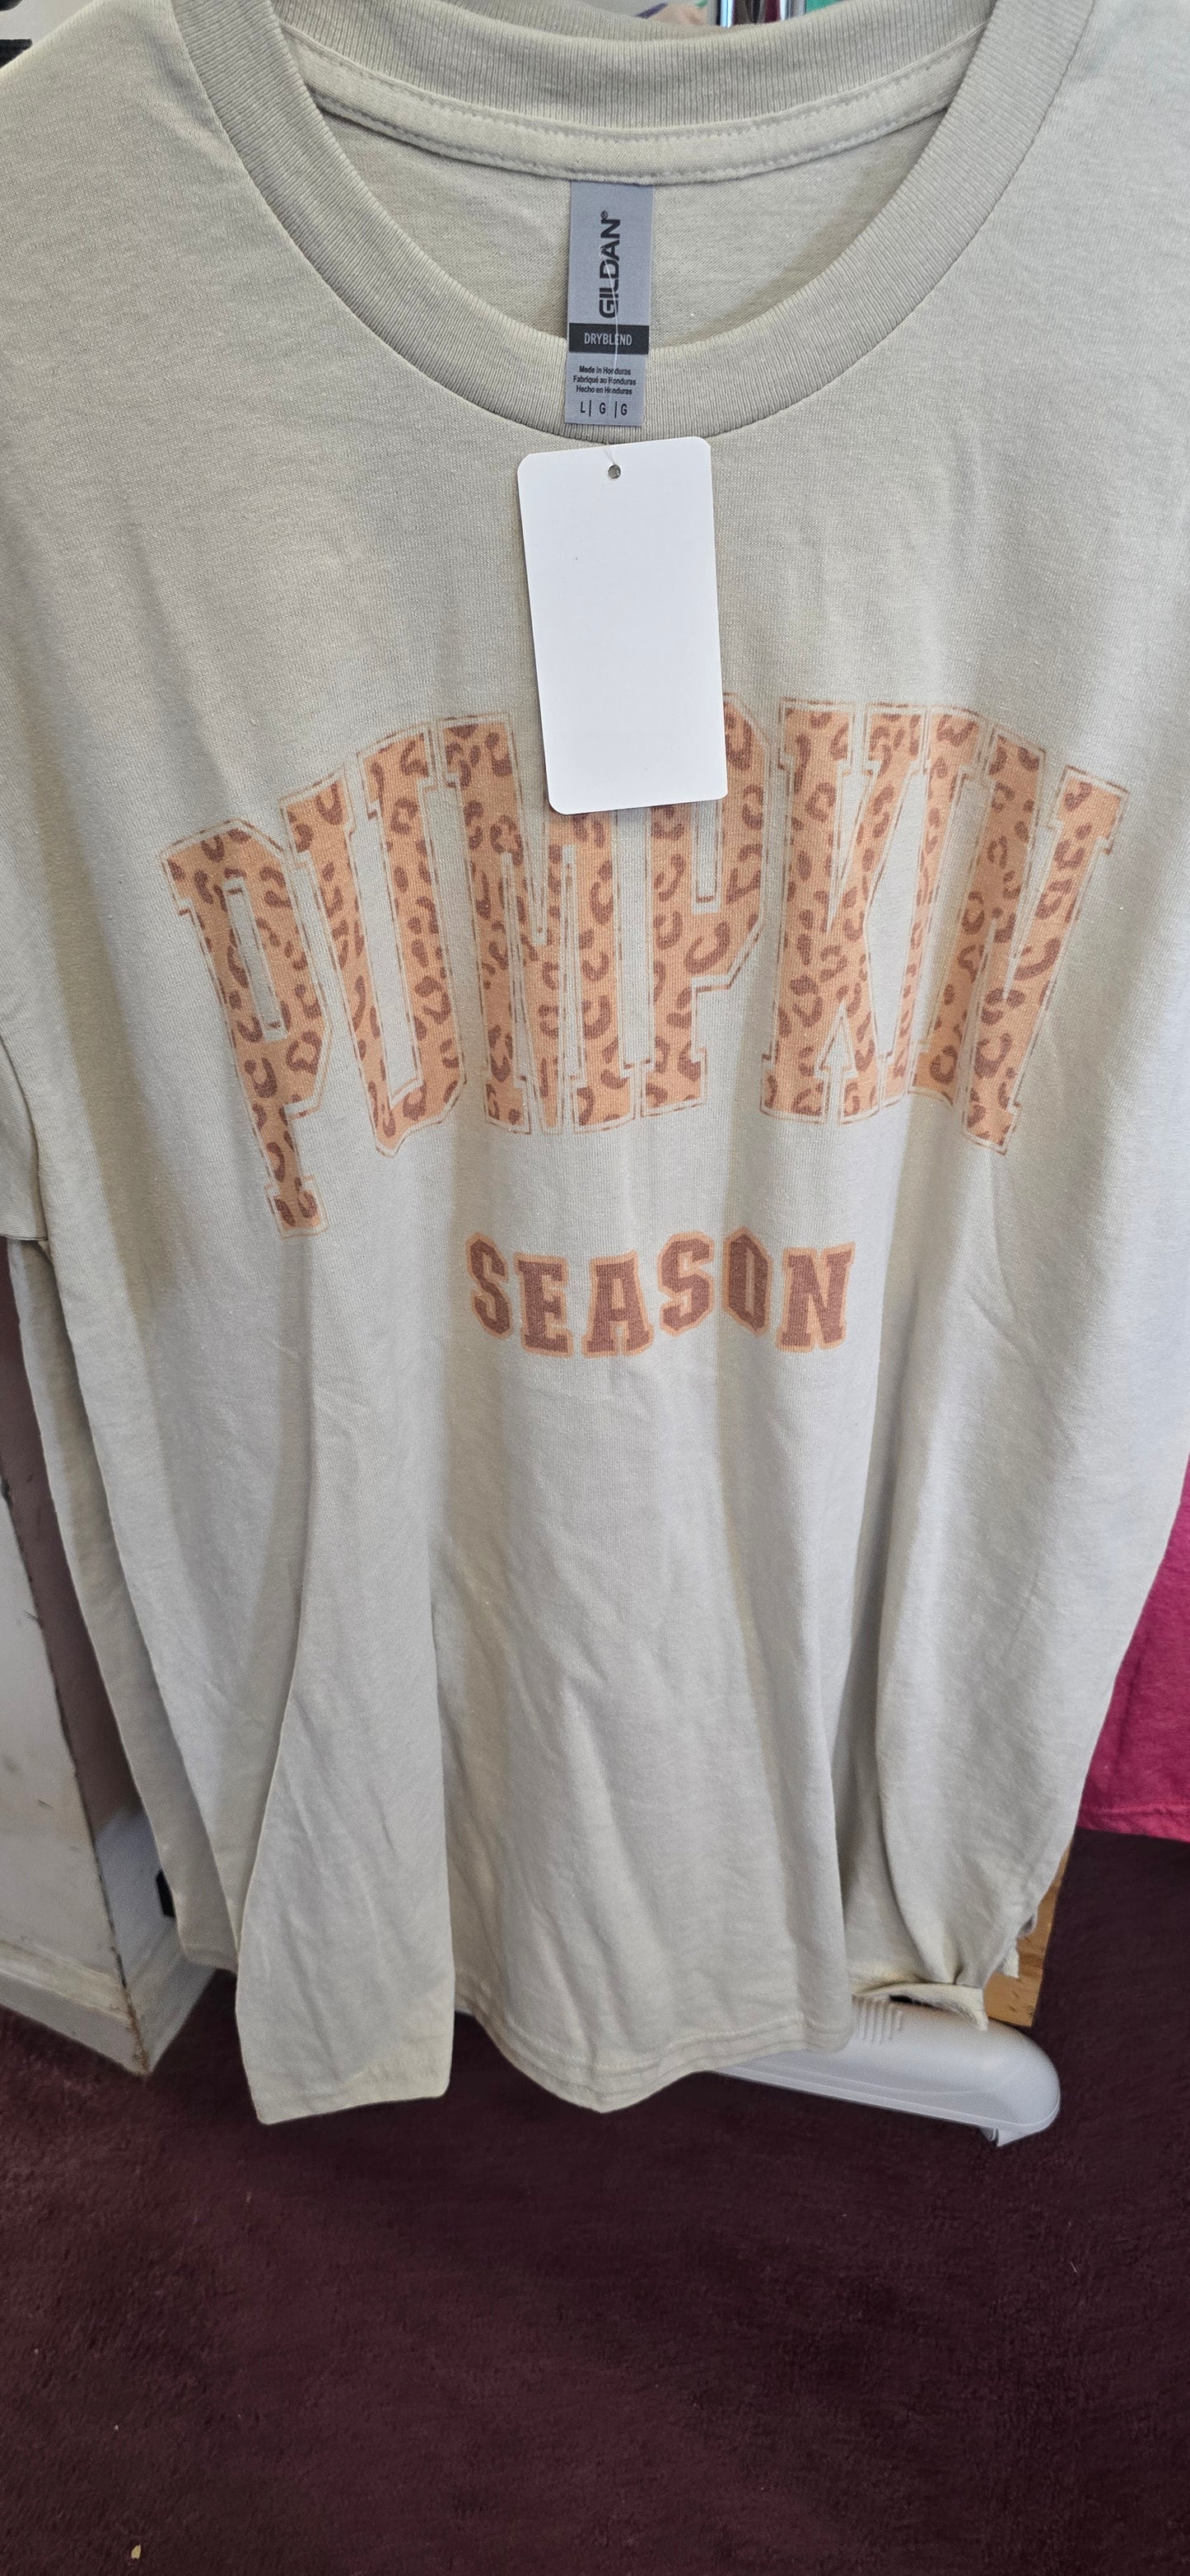 GILDAN®
DRYBLEND
Made in Honduras
Fabriqué au Honduras
Hecho en Honduras
L | G | G
PUMPKIN
SEASON